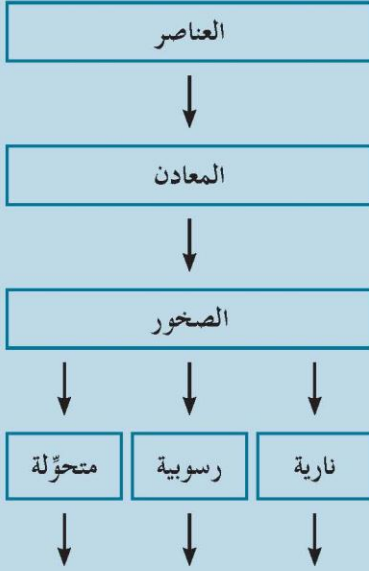 العناصر
المعادن
الصخور
نارية
رسوبية
متحوِّلة